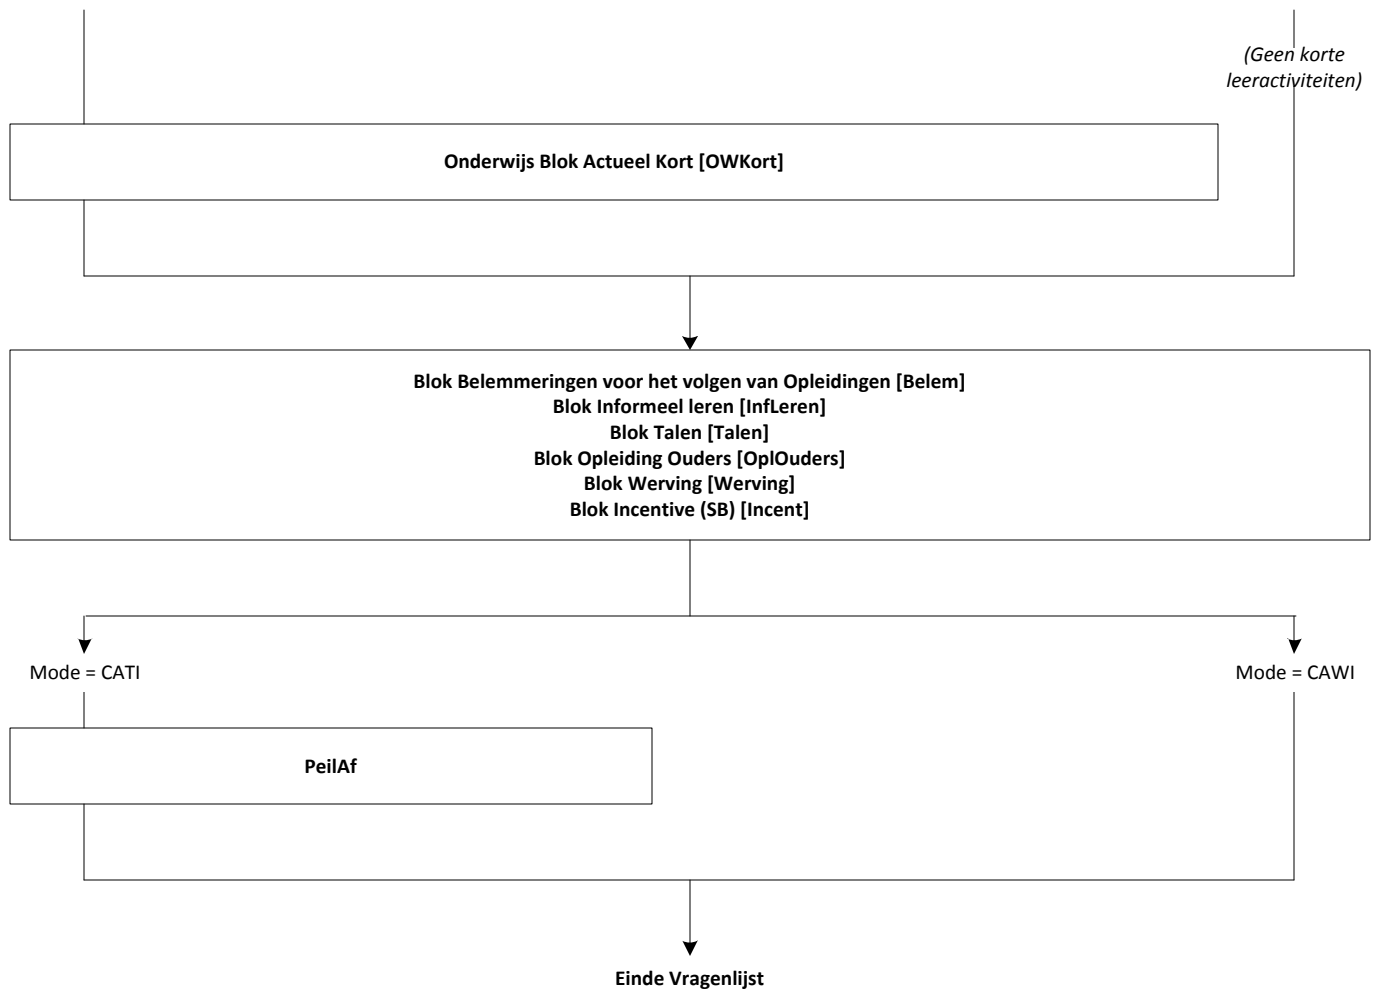 (Geen korte
leeractiviteiten)
Onderwijs Blok Actueel Kort [OWKort]
Blok Belemmeringen voor het volgen van Opleidingen [Belem]
Blok Informeel leren [InfLeren]
Blok Talen [Talen]
Blok Opleiding Ouders [OplOuders]
Blok Werving [Werving]
Blok Incentive (SB) [Incent]
Mode = CATI
Mode = CAWI
PeilAf
Einde Vragenlijst